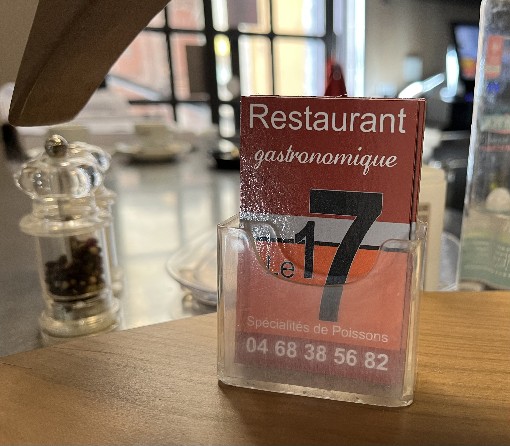 Restaurant
gastronomique
Le 17
Spécialités de Poissons
04 68 38 56 82